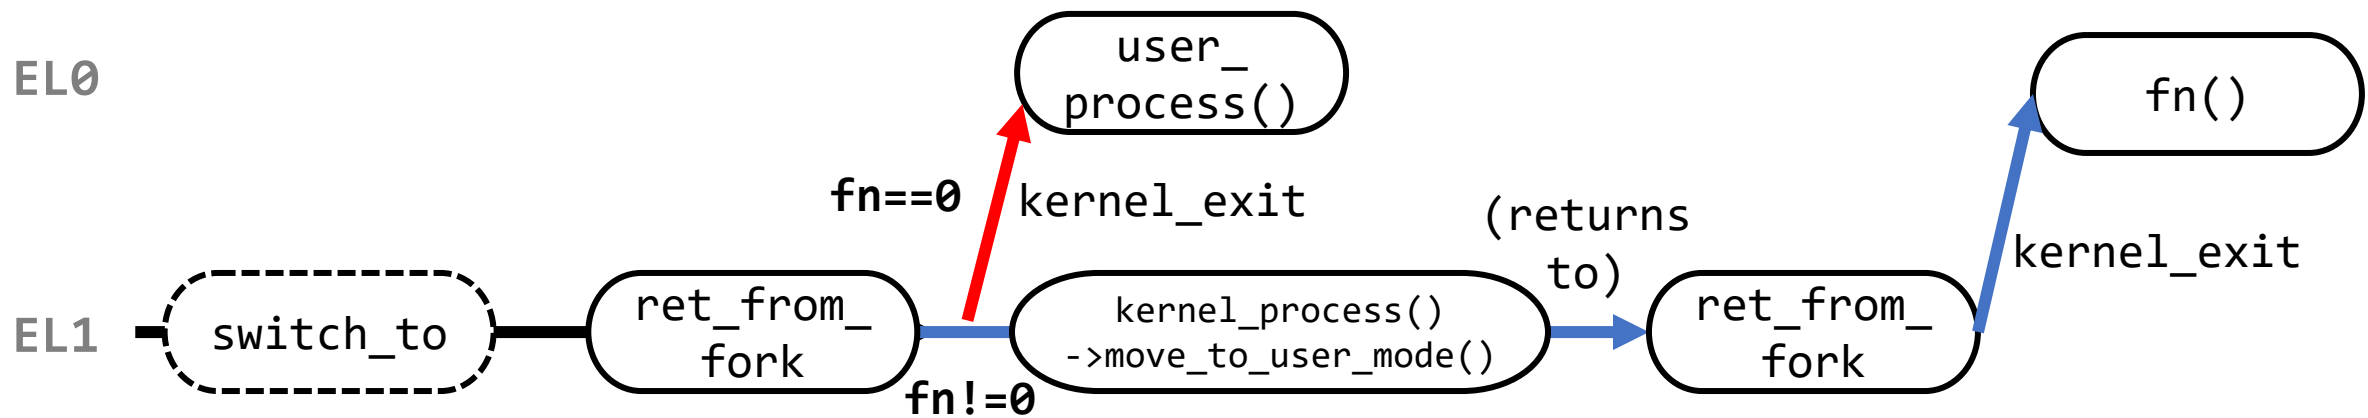 EL0
user_
process()
fn()
fn==0
kernel_exit
(returns
to)
kernel_exit
EL1
switch_to
ret_from_
fork
fn!=0
kernel_process()
->move_to_user_mode()
ret_from_
fork